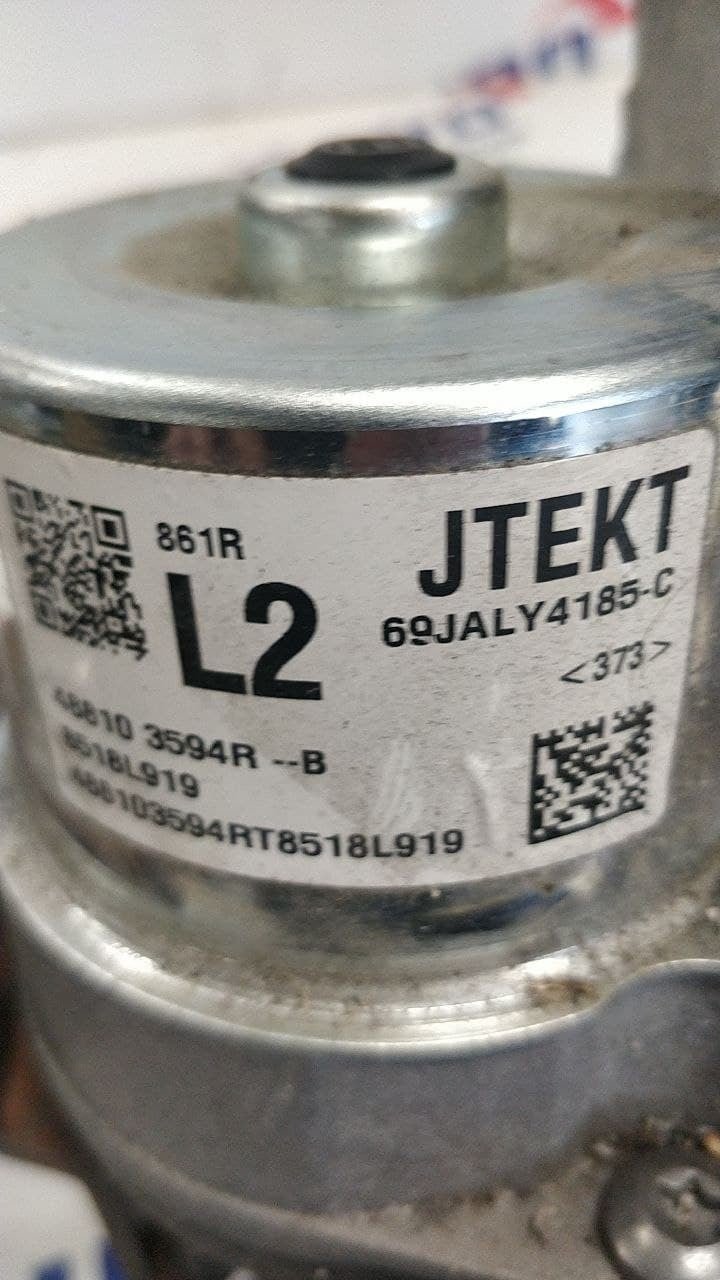 861R
L2
JTEKT
69JALY4185-C
<373>
48810 3594R --B
8518L919
488103594RT8518L919